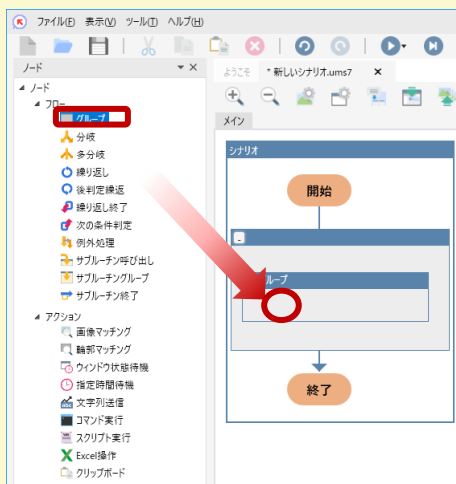 ファイル(F) 表示(V) ツール(T) ヘルプ(H)
ノード
ようこそ * 新しいシナリオ.ums7
メイン
ノード
フロー
グループ
分岐
多分岐
繰り返し
後判定繰返
繰り返し終了
次の条件判定
例外処理
サブルーチン呼び出し
サブルーチングループ
サブルーチン終了
アクション
画像マッチング
輪郭マッチング
ウィンドウ状態待機
指定時間待機
文字列送信
コマンド実行
スクリプト実行
Excel操作
クリップボード
シナリオ
開始
ループ
終了